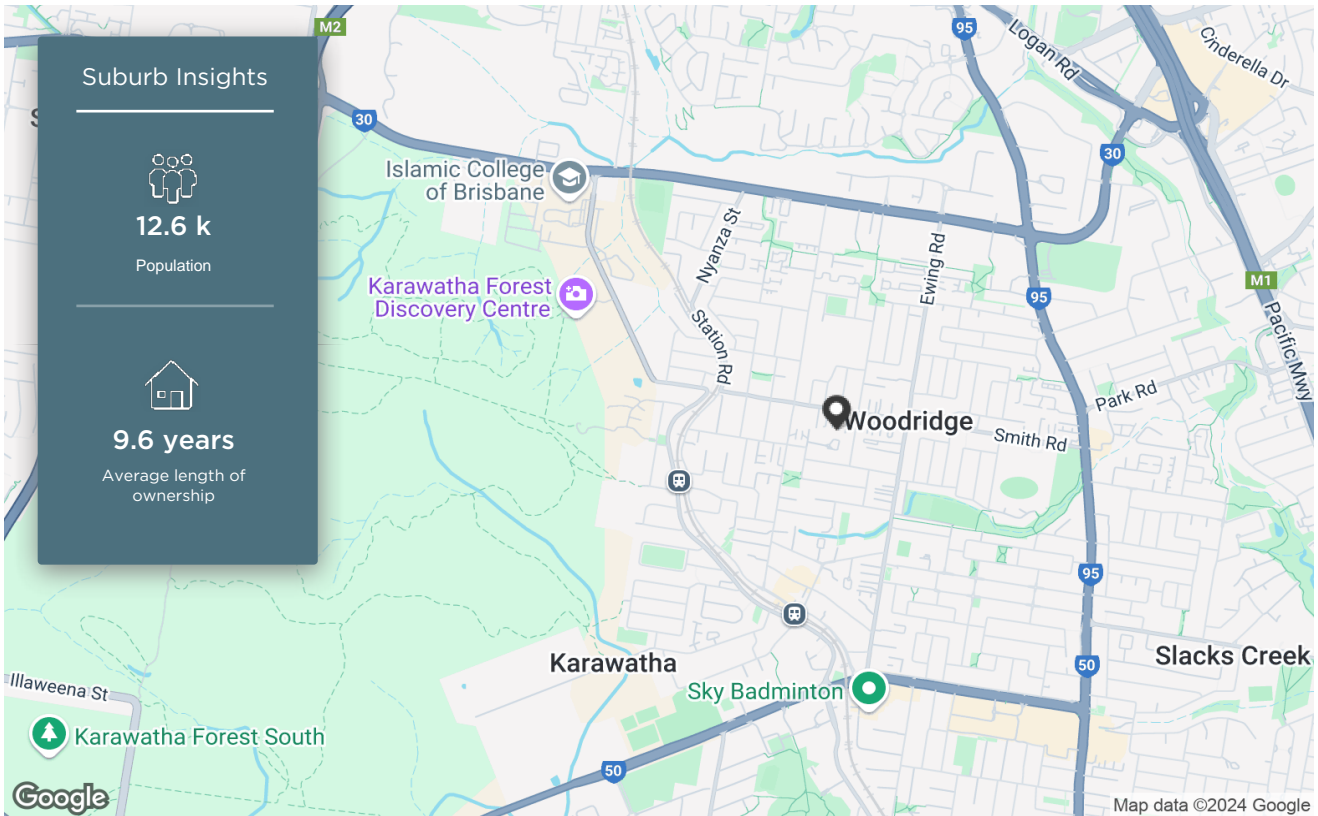 Suburb Insights
12.6 k
Population
9.6 years
Average length of
ownership
M2
95
Logan Rd
Cinderella Dr
S
30
30
Islamic College
of Brisbane
Nyanza St
Ewing Rd
M1
Karawatha Forest
Discovery Centre
95
Pacific Mwy
Station Rd
Park Rd
Woodridge
Smith Rd
95
Karawatha
50
Slacks Creek
Illaweena St
Sky Badminton
Karawatha Forest South
50
Google
Map data ©2024 Google